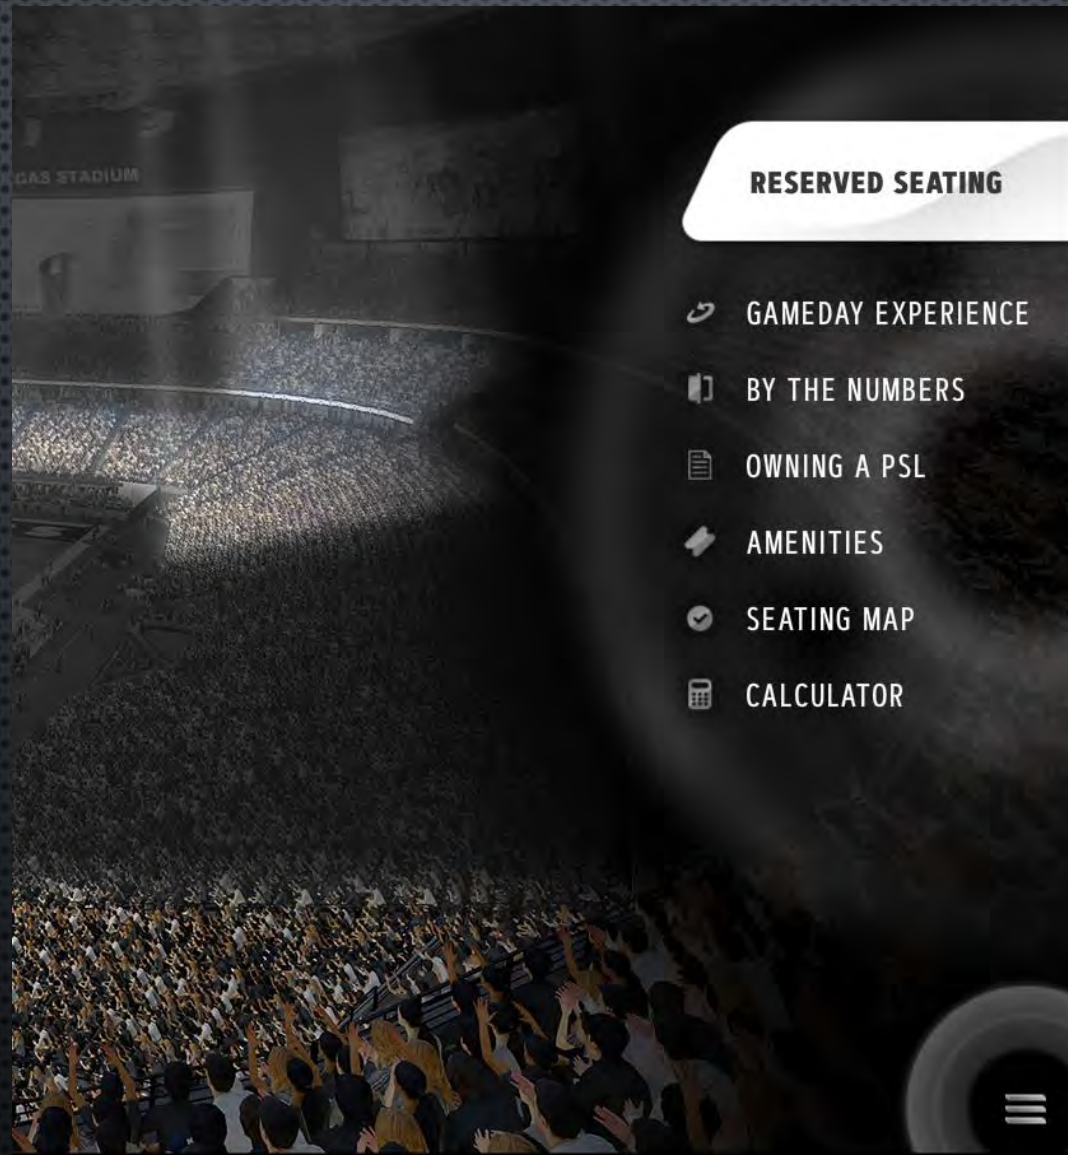 GAS STADIUM
RESERVED SEATING
GAMEDAY EXPERIENCE
BY THE NUMBERS
OWNING A PSL
AMENITIES
SEATING MAP
CALCULATOR